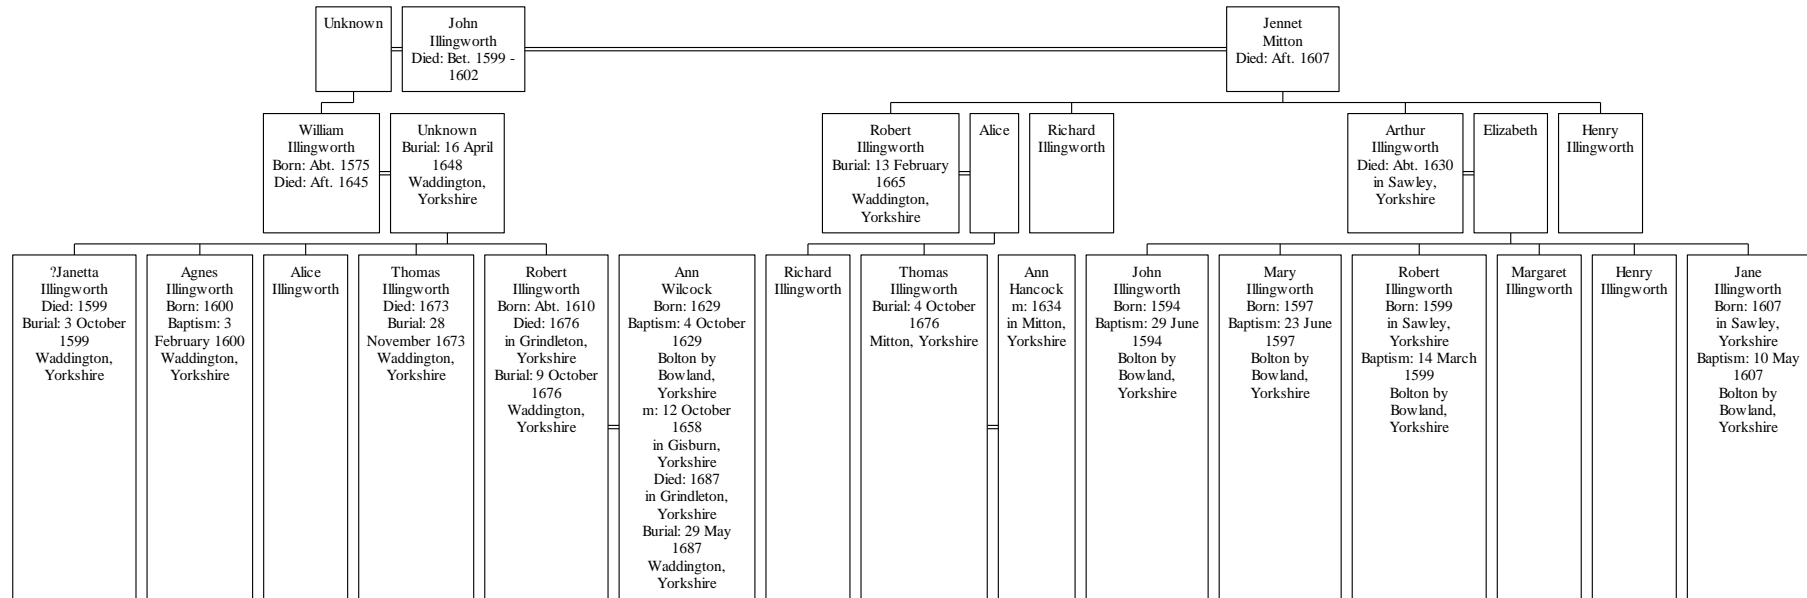 Unknown
John
Illingworth
Died: Bet. 1599 -
1602
Jennet
Mitton
Died: Aft. 1607
William
Illingworth
Born: Abt. 1575
Died: Aft. 1645
Unknown
Burial: 16 April
1648
Waddington,
Yorkshire
Robert
Illingworth
Burial: 13 February
1665
Waddington,
Yorkshire
Alice
Richard
Illingworth
Arthur
Illingworth
Died: Abt. 1630
in Sawley,
Yorkshire
Elizabeth
Henry
Illingworth
?Janetta
Illingworth
Died: 1599
Burial: 3 October
1599
Waddington,
Yorkshire
Agnes
Illingworth
Born: 1600
Baptism: 3
February 1600
Waddington,
Yorkshire
Alice
Illingworth
Thomas
Illingworth
Died: 1673
Burial: 28
November 1673
Waddington,
Yorkshire
Robert
Illingworth
Born: Abt. 1610
Died: 1676
in Grindleton,
Yorkshire
Burial: 9 October
1676
Waddington,
Yorkshire
Ann
Wilcock
Born: 1629
Baptism: 4 October
1629
Bolton by
Bowland,
Yorkshire
m: 12 October
1658
in Gisburn,
Yorkshire
Died: 1687
in Grindleton,
Yorkshire
Burial: 29 May
1687
Waddington,
Yorkshire
Richard
Illingworth
Thomas
Illingworth
Burial: 4 October
1676
Mitton, Yorkshire
Ann
Hancock
m: 1634
in Mitton,
Yorkshire
John
Illingworth
Born: 1594
Baptism: 29 June
1594
Bolton by
Bowland,
Yorkshire
Mary
Illingworth
Born: 1597
Baptism: 23 June
1597
Bolton by
Bowland,
Yorkshire
Robert
Illingworth
Born: 1599
in Sawley,
Yorkshire
Baptism: 14 March
1599
Bolton by
Bowland,
Yorkshire
Margaret
Illingworth
Henry
Illingworth
Jane
Illingworth
Born: 1607
in Sawley,
Yorkshire
Baptism: 10 May
1607
Bolton by
Bowland,
Yorkshire